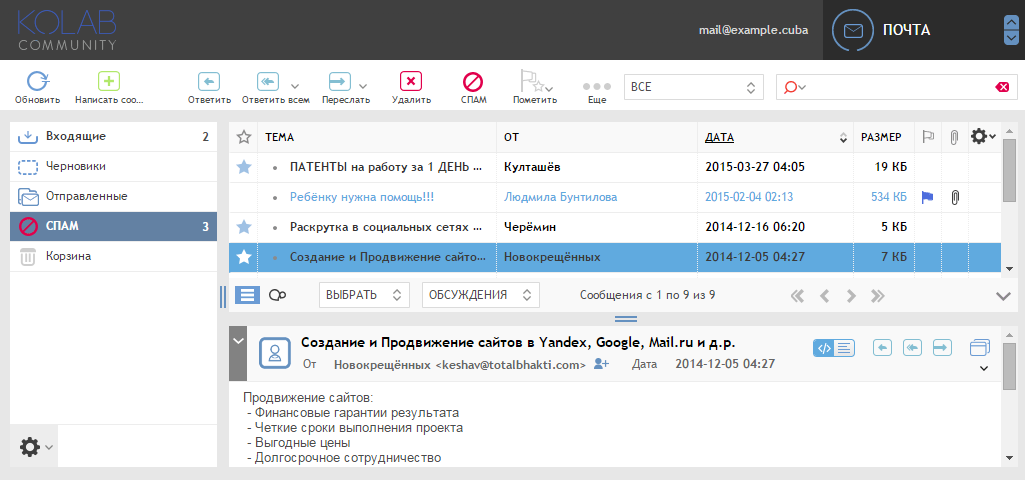 KOLAB
COMMUNITY
mail@example.cuba
ПОЧТА
Обновить
Написать соо...
Ответить
Ответить всем
Переслать
Удалить
СПАМ
Пометить
Еще
ВСЕ
Входящие 2
Черновики
Отправленные
СПАМ 3
Корзина
ТЕМА ОТ ДАТА РАЗМЕР
ПАТЕНТЫ на работу за 1 ДЕНЬ ... Култашёв 2015-03-27 04:05 19 КБ
Ребёнку нужна помощь!!! Людмила Бунтилова 2015-02-04 02:13 534 КБ
Раскрутка в социальных сетях ... Черёмин 2014-12-16 06:20 5 КБ
Создание и Продвижение сайто... Новокрещённых 2014-12-05 04:27 7 КБ
ВЫБРАТЬ ОБСУЖДЕНИЯ Сообщения с 1 по 9 из 9
Создание и Продвижение сайтов в Yandex, Google, Mail.ru и д.р.
От Новокрещённых <keshav@totalbhakti.com> Дата 2014-12-05 04:27
Продвижение сайтов:
- Финансовые гарантии результата
- Четкие сроки выполнения проекта
- Выгодные цены
- Долгосрочное сотрудничество